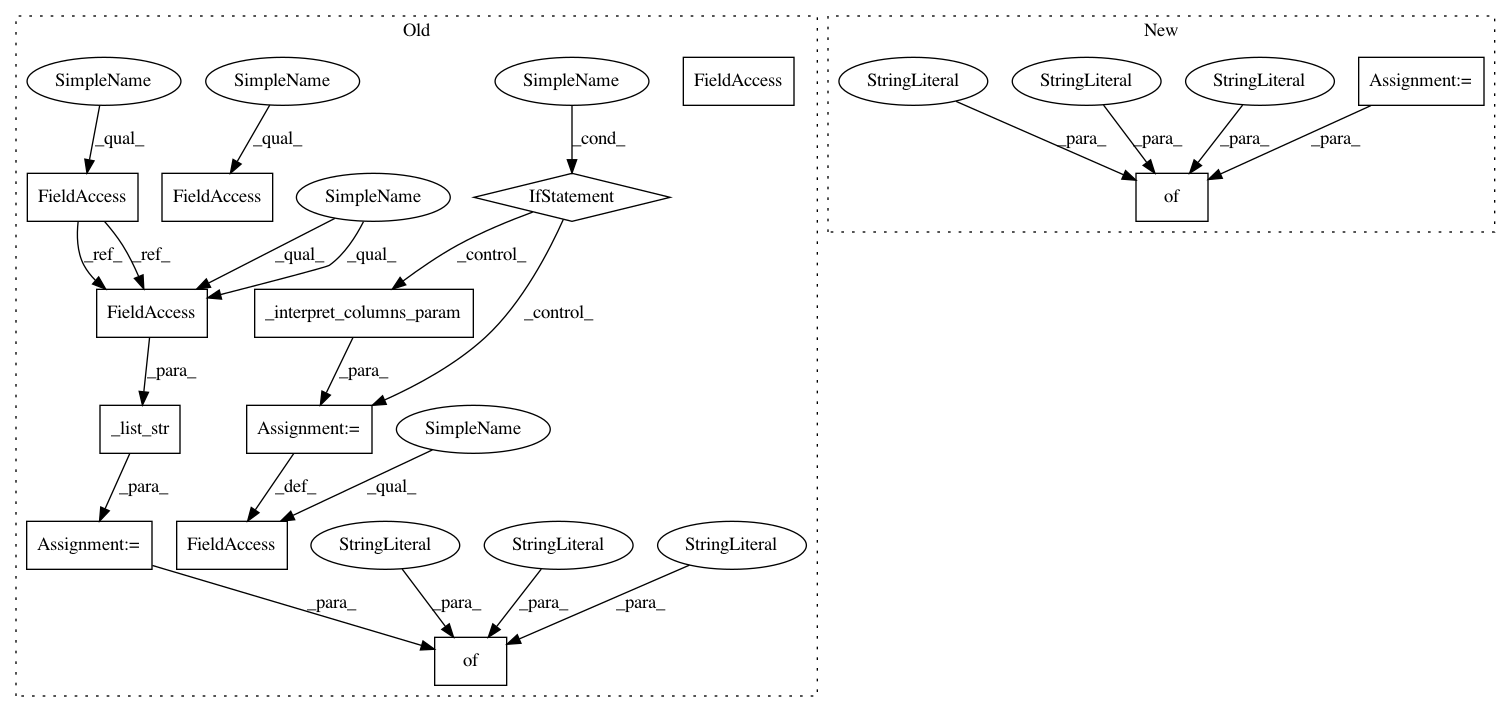 Old
New
SimpleName
SimpleName
SimpleName
FieldAccess
StringLiteral
StringLiteral
StringLiteral
Assignment:=
_qual_
_qual_
_cond_
_para_
_para_
_para_
_para_
FieldAccess
FieldAccess
SimpleName
IfStatement
of
_ref_
_ref_
_qual_
_qual_
_control_
FieldAccess
_interpret_columns_param
_control_
_para_
_para_
_list_str
Assignment:=
SimpleName
_para_
_def_
_qual_
Assignment:=
FieldAccess
StringLiteral
StringLiteral
StringLiteral
_para_
_para_
_para_
_para_
of